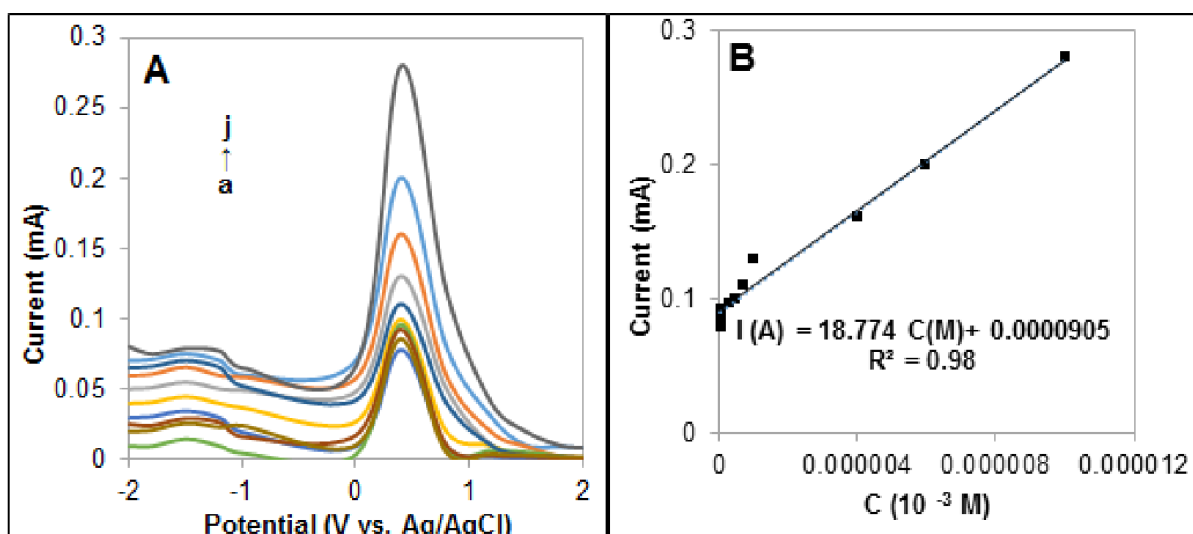 A
0.3
0.25
0.2
0.15
0.1
0.05
0
Current (mA)
j
↑
a
-2
-1
0
1
2
Potential (V vs. Ag/AgCl)
B
0.3
0.2
0.1
0
Current (mA)
I (A) = 18.774 C(M)+ 0.0000905
R² = 0.98
0
0.000004
0.000008
0.000012
C (10 ⁻³ M)